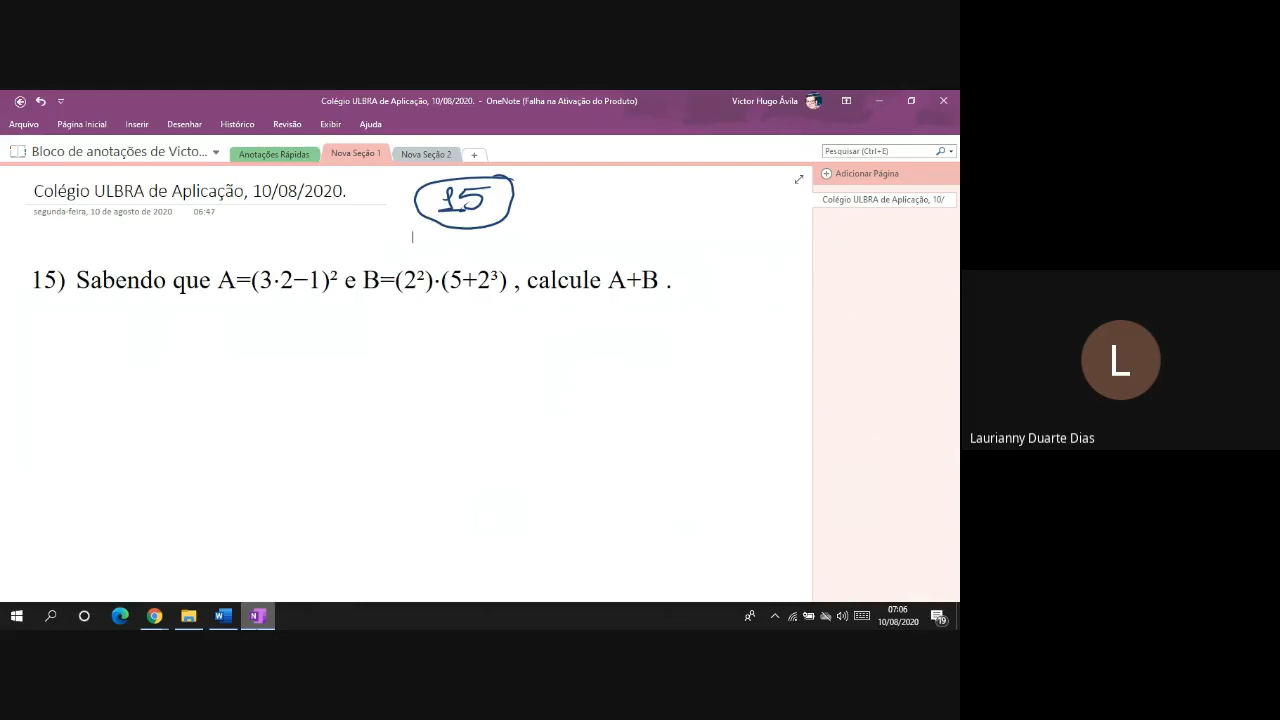 Colégio ULBRA de Aplicação, 10/08/2020. - OneNote (Falha na Ativação do Produto)
Victor Hugo Ávila
Arquivo Página Inicial Inserir Desenhar Histórico Revisão Exibir Ajuda
Bloco de anotações de Victo... Anotações Rápidas Nova Seção 1 Nova Seção 2 +
Pesquisar (Ctrl+E)
Adicionar Página
Colégio ULBRA de Aplicação, 10/
Colégio ULBRA de Aplicação, 10/08/2020.
segunda-feira, 10 de agosto de 2020 06:47
15
15) Sabendo que A=(3·2−1)² e B=(2²)·(5+2³) , calcule A+B .
L
Laurianny Duarte Dias
07:06
10/08/2020
19